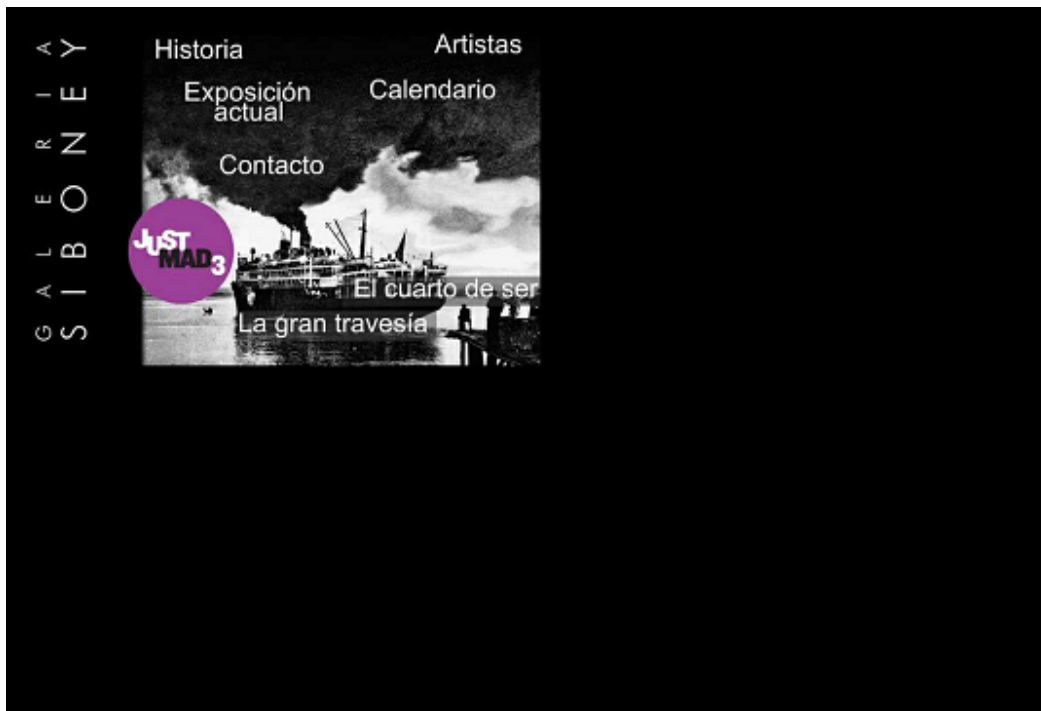 GALERIA
SIBONEY
Historia
Artistas
Exposición
actual
Calendario
Contacto
JUST
MAD3
El cuarto de ser
La gran travesía